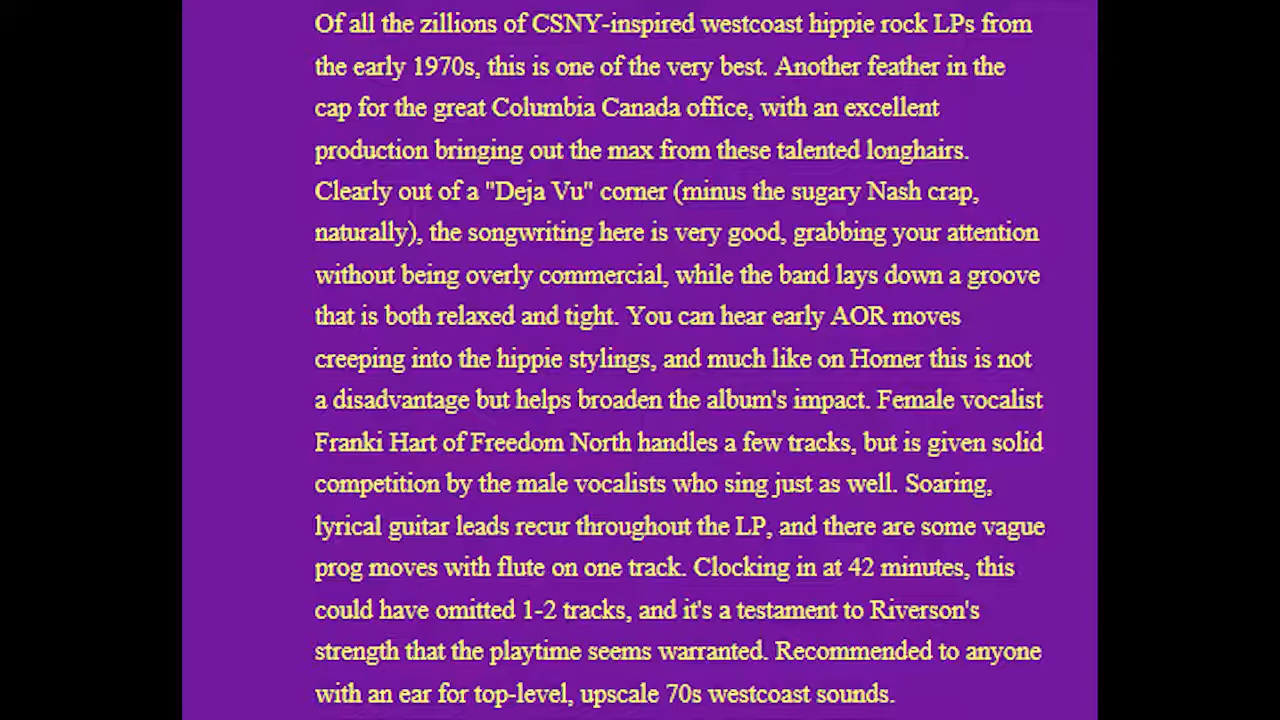 Of all the zillions of CSNY-inspired westcoast hippie rock LPs from
the early 1970s, this is one of the very best. Another feather in the
cap for the great Columbia Canada office, with an excellent
production bringing out the max from these talented longhairs.
Clearly out of a "Deja Vu" corner (minus the sugary Nash crap,
naturally), the songwriting here is very good, grabbing your attention
without being overly commercial, while the band lays down a groove
that is both relaxed and tight. You can hear early AOR moves
creeping into the hippie stylings, and much like on Homer this is not
a disadvantage but helps broaden the album's impact. Female vocalist
Franki Hart of Freedom North handles a few tracks, but is given solid
competition by the male vocalists who sing just as well. Soaring,
lyrical guitar leads recur throughout the LP, and there are some vague
prog moves with flute on one track. Clocking in at 42 minutes, this
could have omitted 1-2 tracks, and it's a testament to Riverson's
strength that the playtime seems warranted. Recommended to anyone
with an ear for top-level, upscale 70s westcoast sounds.